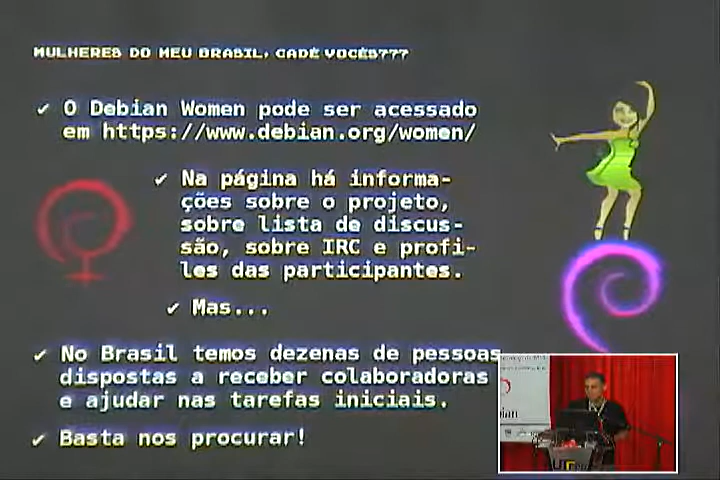 MULHERES DO MEU BRASIL, CADÊ VOCÊS???
✔ O Debian Women pode ser acessado
em https://www.debian.org/women/
✔ Na página há informa-
ções sobre o projeto,
sobre lista de discus-
são, sobre IRC e profi-
les das participantes.
✔ Mas...
✔ No Brasil temos dezenas de pessoas
dispostas a receber colaboradoras
e ajudar nas tarefas iniciais.
✔ Basta nos procurar!